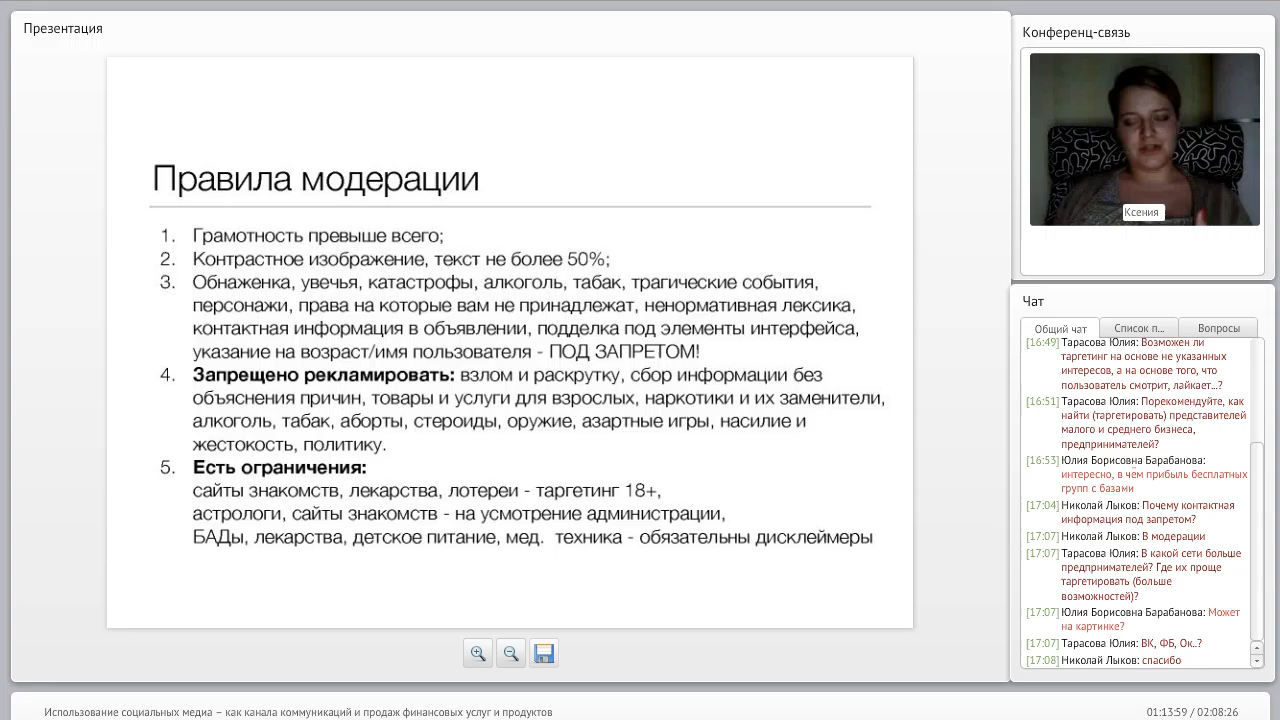 Презентация
Правила модерации
1. Грамотность превыше всего;
2. Контрастное изображение, текст не более 50%;
3. Обнаженка, увечья, катастрофы, алкоголь, табак, трагические события,
персонажи, права на которые вам не принадлежат, ненормативная лексика,
контактная информация в объявлении, подделка под элементы интерфейса,
указание на возраст/имя пользователя - ПОД ЗАПРЕТОМ!
4. Запрещено рекламировать: взлом и раскрутку, сбор информации без
объяснения причин, товары и услуги для взрослых, наркотики и их заменители,
алкоголь, табак, аборты, стероиды, оружие, азартные игры, насилие и
жестокость, политику.
5. Есть ограничения:
сайты знакомств, лекарства, лотереи - таргетинг 18+,
астрологи, сайты знакомств - на усмотрение администрации,
БАДы, лекарства, детское питание, мед. техника - обязательны дисклеймеры
Конференц-связь
Ксения
Чат
Общий чат
Список п...
Вопросы
[16:49] Тарасова Юлия: Возможен ли
таргетинг на основе не указанных
интересов, а на основе того, что
пользователь смотрит, лайкает...?
[16:51] Тарасова Юлия: Порекомендуйте, как
найти (таргетировать) представителей
малого и среднего бизнеса,
предпринимателей?
[16:53] Юлия Борисовна Барабанова:
интересно, в чём прибыль бесплатных
групп с базами
[17:04] Николай Лыков: Почему контактная
информация под запретом?
[17:07] Николай Лыков: В модерации
[17:07] Тарасова Юлия: В какой сети больше
предпрнимателей? Где их проще
таргетировать (больше
возможностей)?
[17:07] Юлия Борисовна Барабанова: Может
на картинке?
[17:07] Тарасова Юлия: ВК, ФБ, Ок..?
[17:08] Николай Лыков: спасибо
Использование социальных медиа – как канала коммуникаций и продаж финансовых услуг и продуктов
01:13:59 / 02:08:26